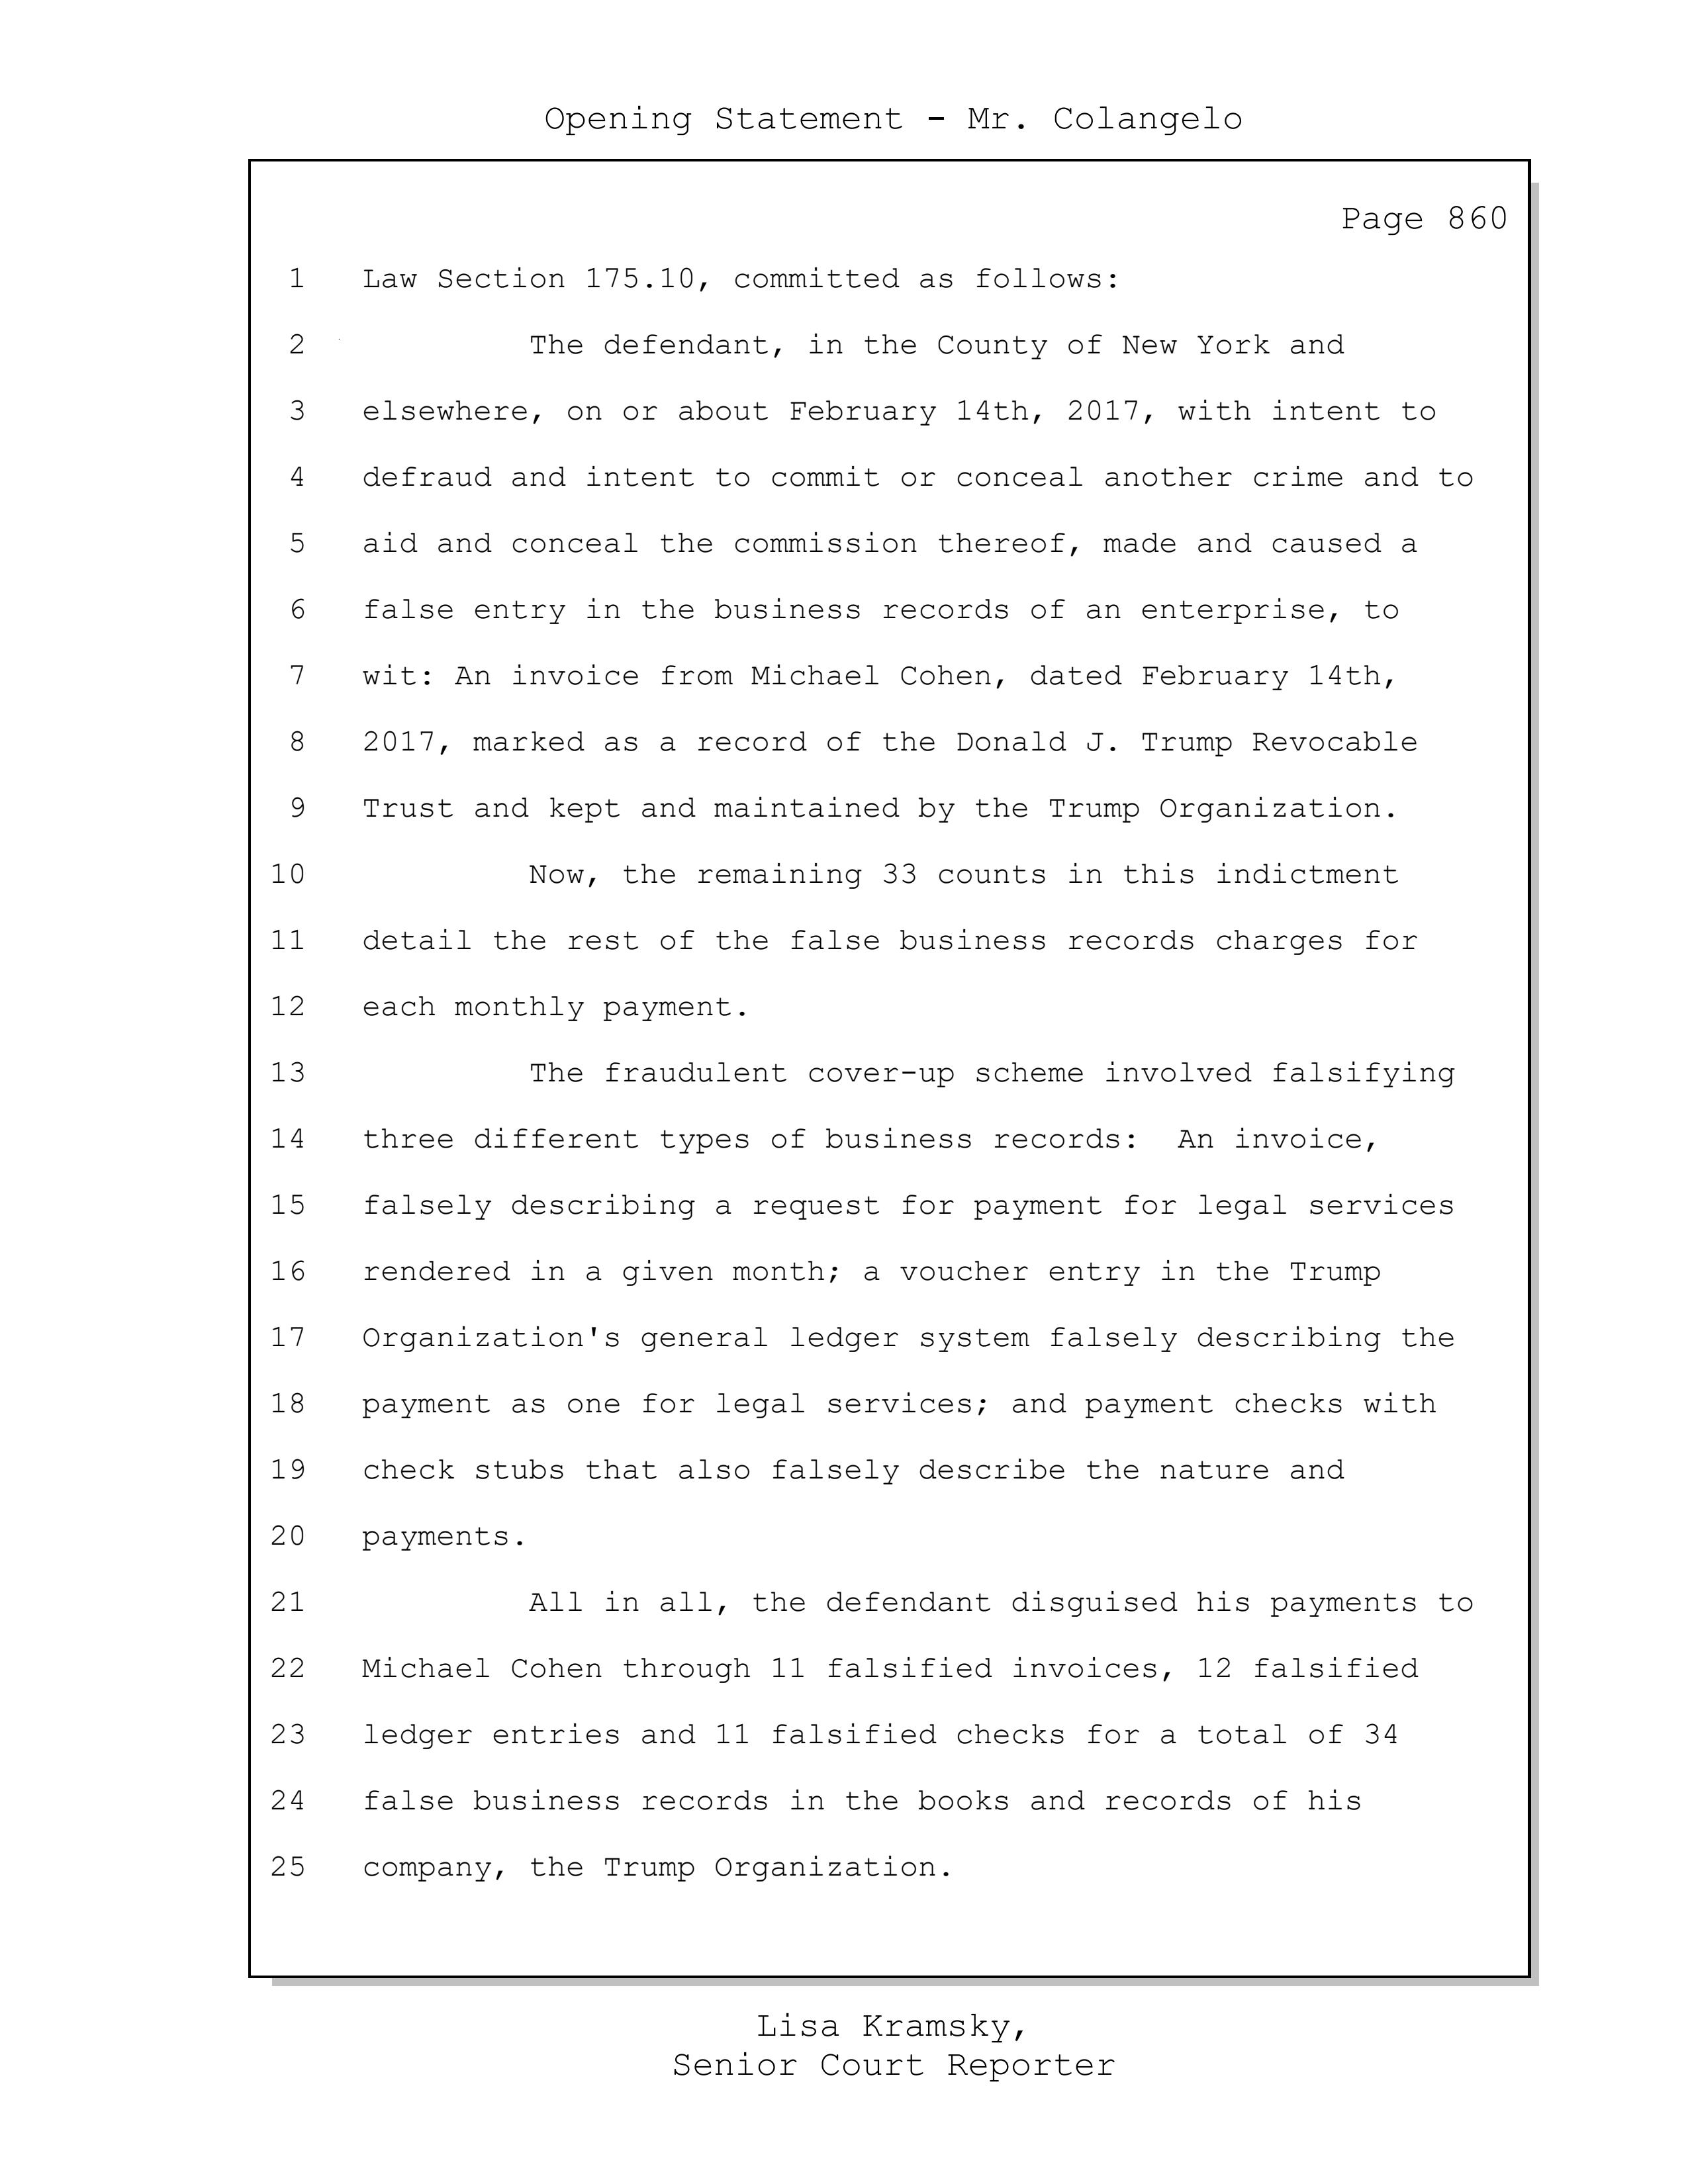 Opening Statement - Mr. Colangelo
Page 860
1 Law Section 175.10, committed as follows:
2 The defendant, in the County of New York and
3 elsewhere, on or about February 14th, 2017, with intent to
4 defraud and intent to commit or conceal another crime and to
5 aid and conceal the commission thereof, made and caused a
6 false entry in the business records of an enterprise, to
7 wit: An invoice from Michael Cohen, dated February 14th,
8 2017, marked as a record of the Donald J. Trump Revocable
9 Trust and kept and maintained by the Trump Organization.
10 Now, the remaining 33 counts in this indictment
11 detail the rest of the false business records charges for
12 each monthly payment.
13 The fraudulent cover-up scheme involved falsifying
14 three different types of business records:  An invoice,
15 falsely describing a request for payment for legal services
16 rendered in a given month; a voucher entry in the Trump
17 Organization's general ledger system falsely describing the
18 payment as one for legal services; and payment checks with
19 check stubs that also falsely describe the nature and
20 payments.
21 All in all, the defendant disguised his payments to
22 Michael Cohen through 11 falsified invoices, 12 falsified
23 ledger entries and 11 falsified checks for a total of 34
24 false business records in the books and records of his
25 company, the Trump Organization.
Lisa Kramsky,
Senior Court Reporter